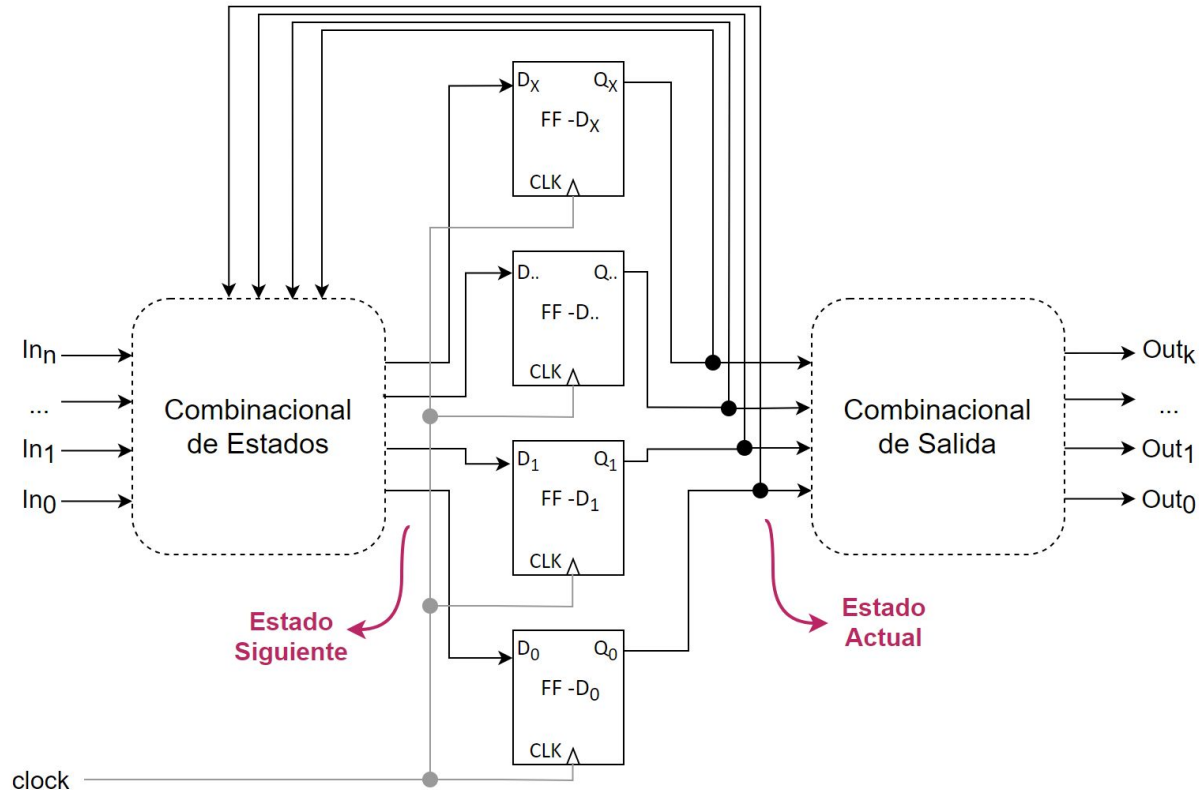 Inₙ
...
In₁
In₀
Combinacional
de Estados
Estado
Siguiente
clock
Dₓ
Qₓ
FF -Dₓ
CLK
D..
Q..
FF -D..
CLK
D₁
Q₁
FF -D₁
CLK
D₀
Q₀
FF -D₀
CLK
Estado
Actual
Combinacional
de Salida
Outₖ
...
Out₁
Out₀